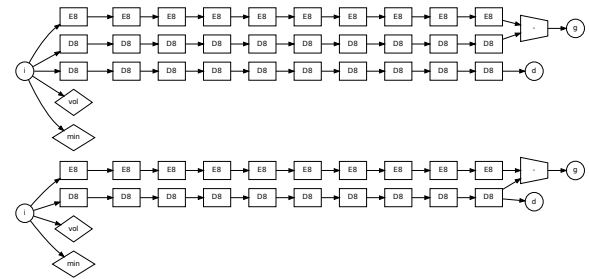 E8 E8 E8 E8 E8 E8 E8 E8 E8 E8
- g
D8 D8 D8 D8 D8 D8 D8 D8 D8 D8
i D8 D8 D8 D8 D8 D8 D8 D8 D8 D8 d
vol
min
E8 E8 E8 E8 E8 E8 E8 E8 E8 E8 - g
D8 D8 D8 D8 D8 D8 D8 D8 D8 D8 d
i
vol
min